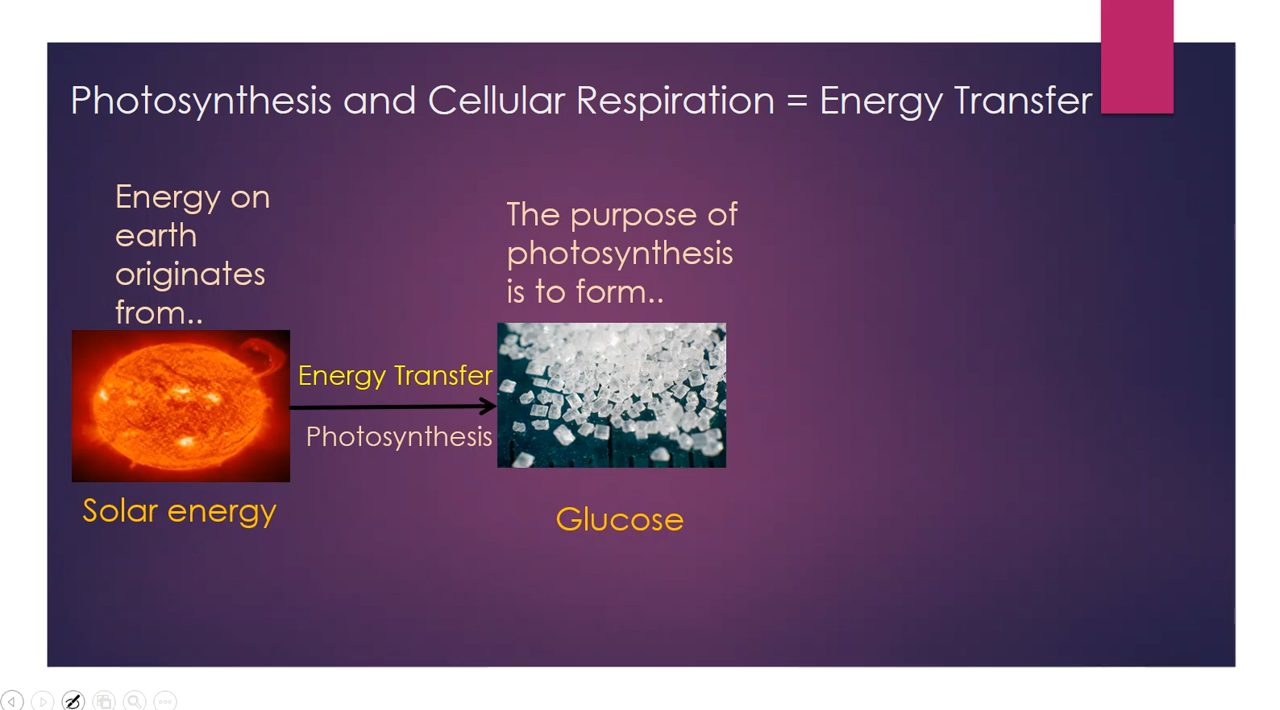 Photosynthesis and Cellular Respiration = Energy Transfer
Energy on
earth
originates
from..
The purpose of
photosynthesis
is to form..
Energy Transfer
Photosynthesis
Solar energy
Glucose